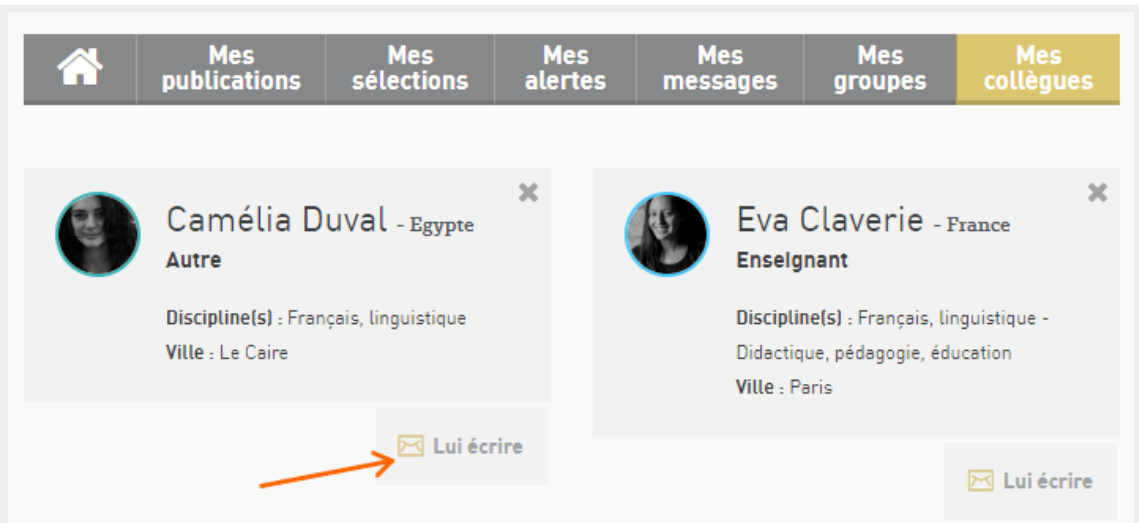 Mes publications
Mes sélections
Mes alertes
Mes messages
Mes groupes
Mes collègues
Camélia Duval - Egypte
Autre
Discipline(s) : Français, linguistique
Ville : Le Caire
Lui écrire
Eva Claverie - France
Enseignant
Discipline(s) : Français, linguistique -
Didactique, pédagogie, éducation
Ville : Paris
Lui écrire